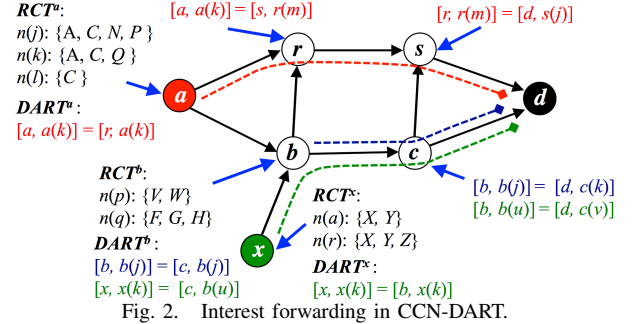 RCTᵃ:
n(j): {A, C, N, P }
n(k): {A, C, Q }
n(l): {C }
DARTᵃ:
[a, a(k)] = [r, a(k)]
[a, a(k)] = [s, r(m)]
[r, r(m)] = [d, s(j)]
r
s
a
d
b
c
x
RCTᵇ:
n(p): {V, W}
n(q): {F, G, H}
DARTᵇ:
[b, b(j)] = [c, b(j)]
[x, x(k)] = [c, b(u)]
RCTˣ:
n(a): {X, Y}
n(r): {X, Y, Z}
DARTˣ:
[x, x(k)] = [b, x(k)]
[b, b(j)] = [d, c(k)]
[b, b(u)] = [d, c(v)]
Fig. 2. Interest forwarding in CCN-DART.